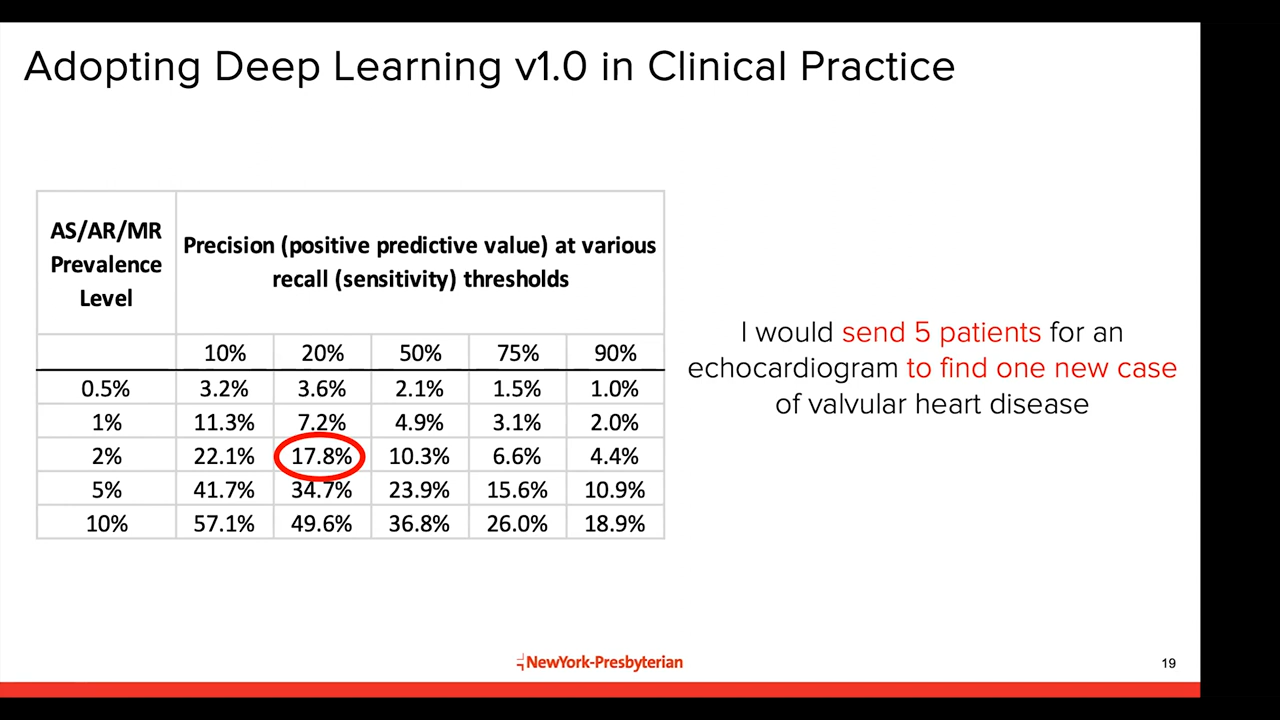 Adopting Deep Learning v1.0 in Clinical Practice
AS/AR/MR
Prevalence
Level
Precision (positive predictive value) at various
recall (sensitivity) thresholds
10% 20% 50% 75% 90%
0.5% 3.2% 3.6% 2.1% 1.5% 1.0%
1% 11.3% 7.2% 4.9% 3.1% 2.0%
2% 22.1% 17.8% 10.3% 6.6% 4.4%
5% 41.7% 34.7% 23.9% 15.6% 10.9%
10% 57.1% 49.6% 36.8% 26.0% 18.9%
I would send 5 patients for an
echocardiogram to find one new case
of valvular heart disease
NewYork-Presbyterian
19